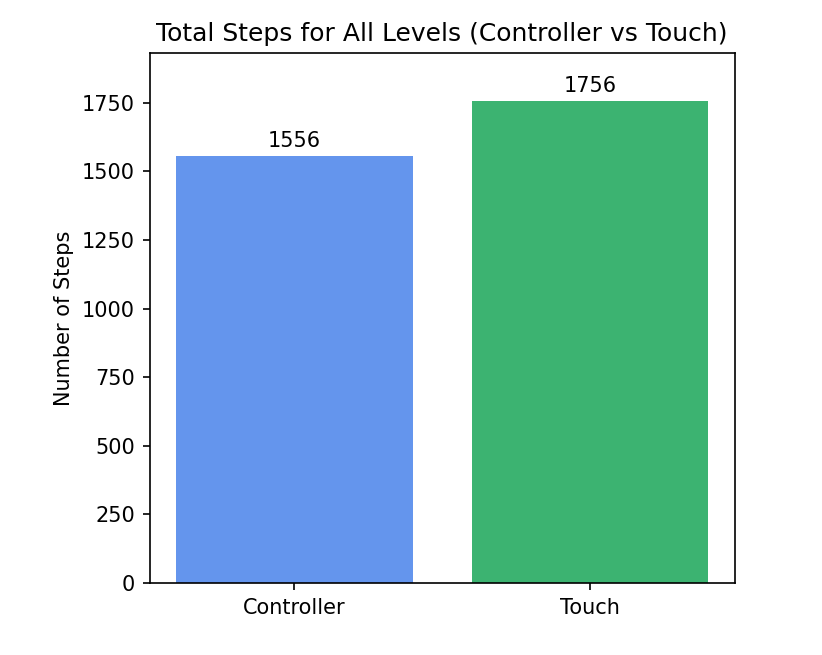 Total Steps for All Levels (Controller vs Touch)
1756
1556
1750
1500
1250
1000
750
500
250
0
Number of Steps
Controller
Touch